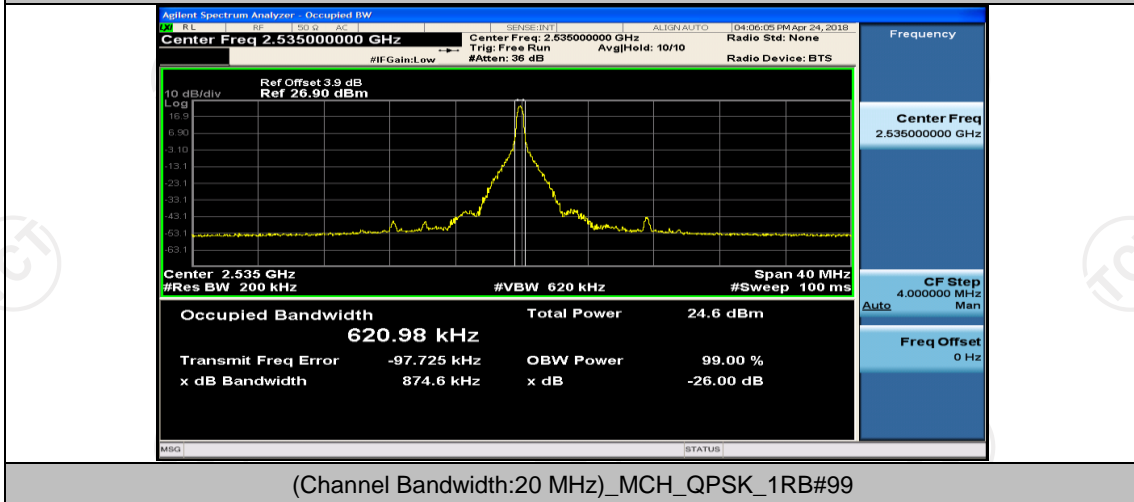 Agilent Spectrum Analyzer - Occupied BW
LXI RL RF 50 Ω AC SENSE:INT ALIGN AUTO 04:06:05 PM Apr 24, 2018
Center Freq 2.535000000 GHz Center Freq: 2.535000000 GHz Radio Std: None Frequency
Trig: Free Run Avg|Hold: 10/10
#IFGain:Low #Atten: 36 dB Radio Device: BTS
Ref Offset 3.9 dB
10 dB/div Ref 26.90 dBm
Log
16.9
6.90
-3.10
-13.1
-23.1
-33.1
-43.1
-53.1
-63.1
Center Freq
2.535000000 GHz
Center 2.535 GHz Span 40 MHz
#Res BW 200 kHz #VBW 620 kHz #Sweep 100 ms
CF Step
4.000000 MHz
Auto Man
Occupied Bandwidth Total Power 24.6 dBm
620.98 kHz
Transmit Freq Error -97.725 kHz OBW Power 99.00 %
x dB Bandwidth 874.6 kHz x dB -26.00 dB
Freq Offset
0 Hz
MSG STATUS
(Channel Bandwidth:20 MHz)_MCH_QPSK_1RB#99
TCT